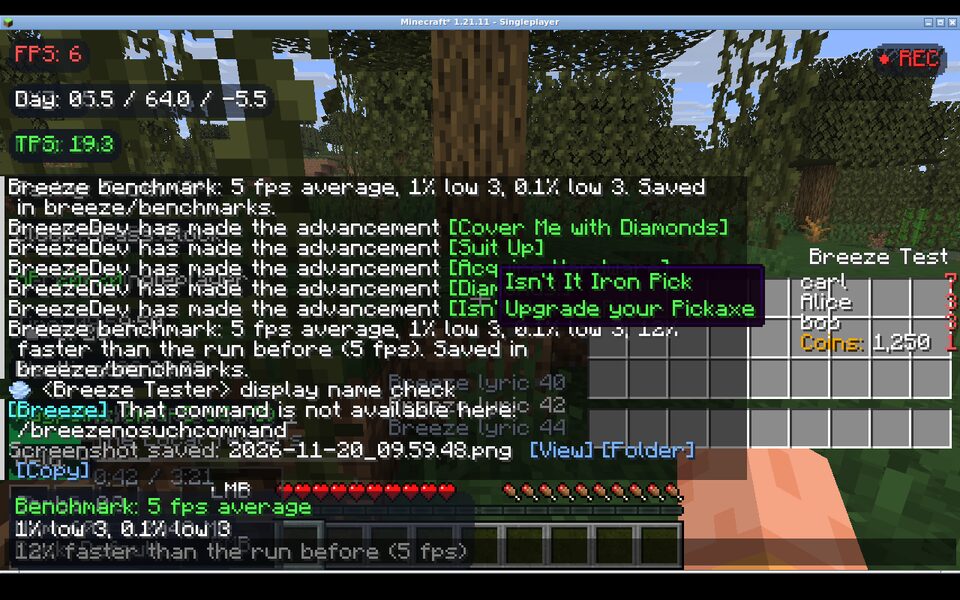 Minecraft* 1.21.11 - Singleplayer
FPS: 6
REC
Day: 05.5 / 64.0 / -5.5
TPS: 19.3
Breeze benchmark: 5 fps average, 1% low 3, 0.1% low 3. Saved
in breeze/benchmarks.
BreezeDev has made the advancement [Cover Me with Diamonds]
BreezeDev has made the advancement [Suit Up]
BreezeDev has made the advancement
BreezeDev has made the advancement
BreezeDev has made the advancement [Isn'
Isn't It Iron Pick
Upgrade your Pickaxe
Breeze benchmark: 5 fps average, 1% low 3, 0.1% low 3, 12%
faster than the run before (5 fps). Saved in
breeze/benchmarks.
<Breeze Tester> display name check
[Breeze] That command is not available here:
/breezenosuchcommand
Screenshot saved: 2026-11-20_09.59.48.png [View] [Folder]
[Copy]
Breeze Test
carl 7
Alice 3
bob 3
Coins: 1,250 1
Breeze lyric 40
Breeze lyric 42
Breeze lyric 44
0:42 / 3:21
LMB
Benchmark: 5 fps average
1% low 3, 0.1% low 3
12% faster than the run before (5 fps)